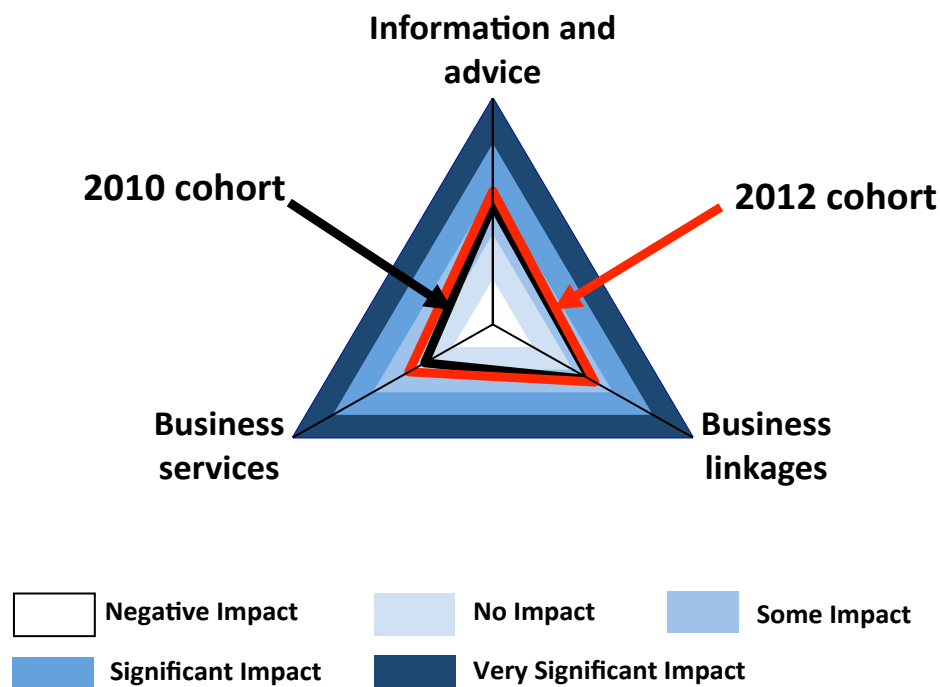 Information and
advice
2010 cohort
2012 cohort
Business
services
Business
linkages
Negative Impact
No Impact
Some Impact
Significant Impact
Very Significant Impact